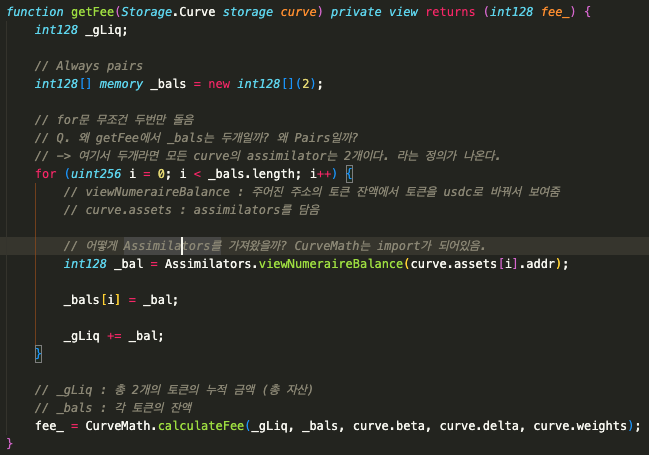 function getFee(Storage.Curve storage curve) private view returns (int128 fee_) {
int128 _gLiq;
// Always pairs
int128[] memory _bals = new int128[](2);
// for문 무조건 두번만 돌음
// Q. 왜 getFee에서 _bals는 두개일까? 왜 Pairs일까?
// -> 여기서 두개라면 모든 curve의 assimilator는 2개이다. 라는 정의가 나온다.
for (uint256 i = 0; i < _bals.length; i++) {
// viewNumeraireBalance : 주어진 주소의 토큰 잔액에서 토큰을 usdc로 바꿔서 보여줌
// curve.assets : assimilators를 담음
// 어떻게 Assimilators를 가져왔을까? CurveMath는 import가 되어있음.
int128 _bal = Assimilators.viewNumeraireBalance(curve.assets[i].addr);
_bals[i] = _bal;
_gLiq += _bal;
}
// _gLiq : 총 2개의 토큰의 누적 금액 (총 자산)
// _bals : 각 토큰의 잔액
fee_ = CurveMath.calculateFee(_gLiq, _bals, curve.beta, curve.delta, curve.weights);
}